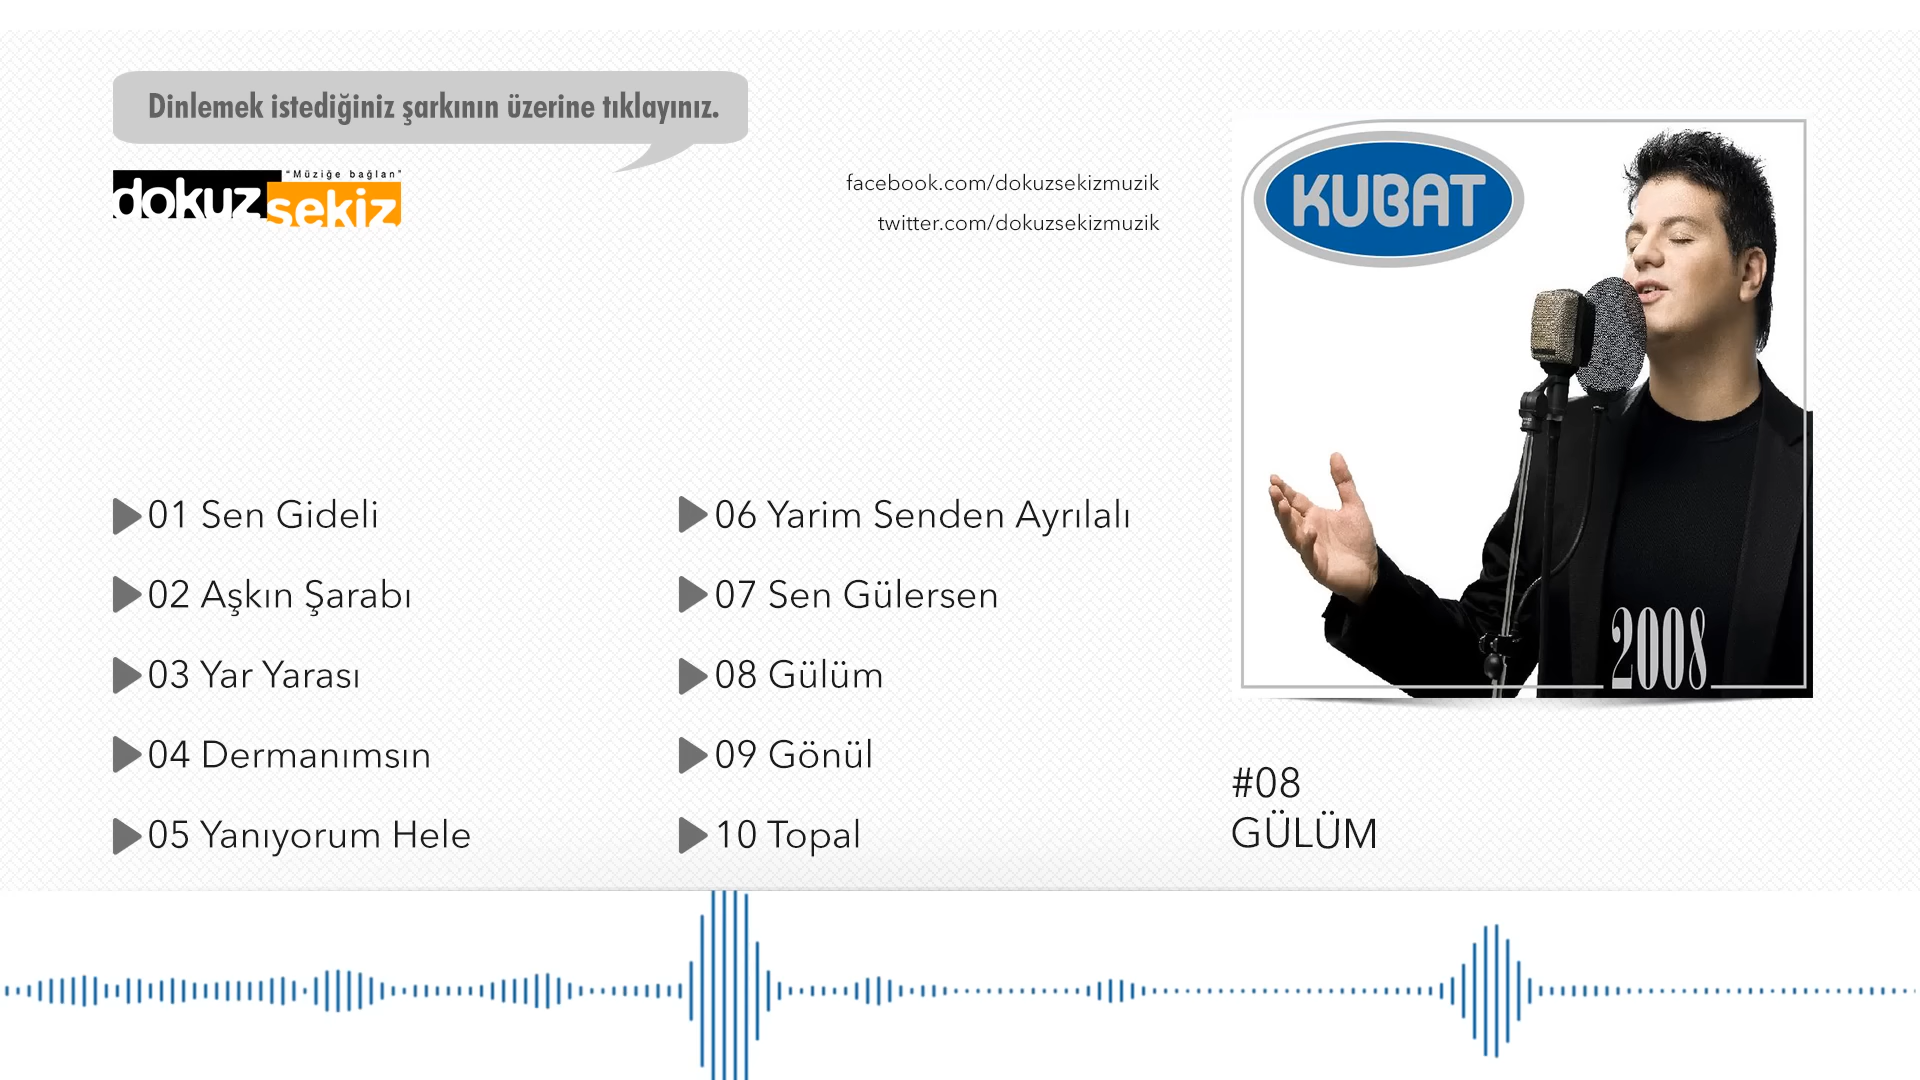 Dinlemek istediğiniz şarkının üzerine tıklayınız.
"Müziğe bağlan"
dokuz
sekiz
facebook.com/dokuzsekizmuzik
twitter.com/dokuzsekizmuzik
KUBAT
2008
01 Sen Gideli
02 Aşkın Şarabı
03 Yar Yarası
04 Dermanımsın
05 Yanıyorum Hele
06 Yarim Senden Ayrılalı
07 Sen Gülersen
08 Gülüm
09 Gönül
10 Topal
#08
GÜLÜM